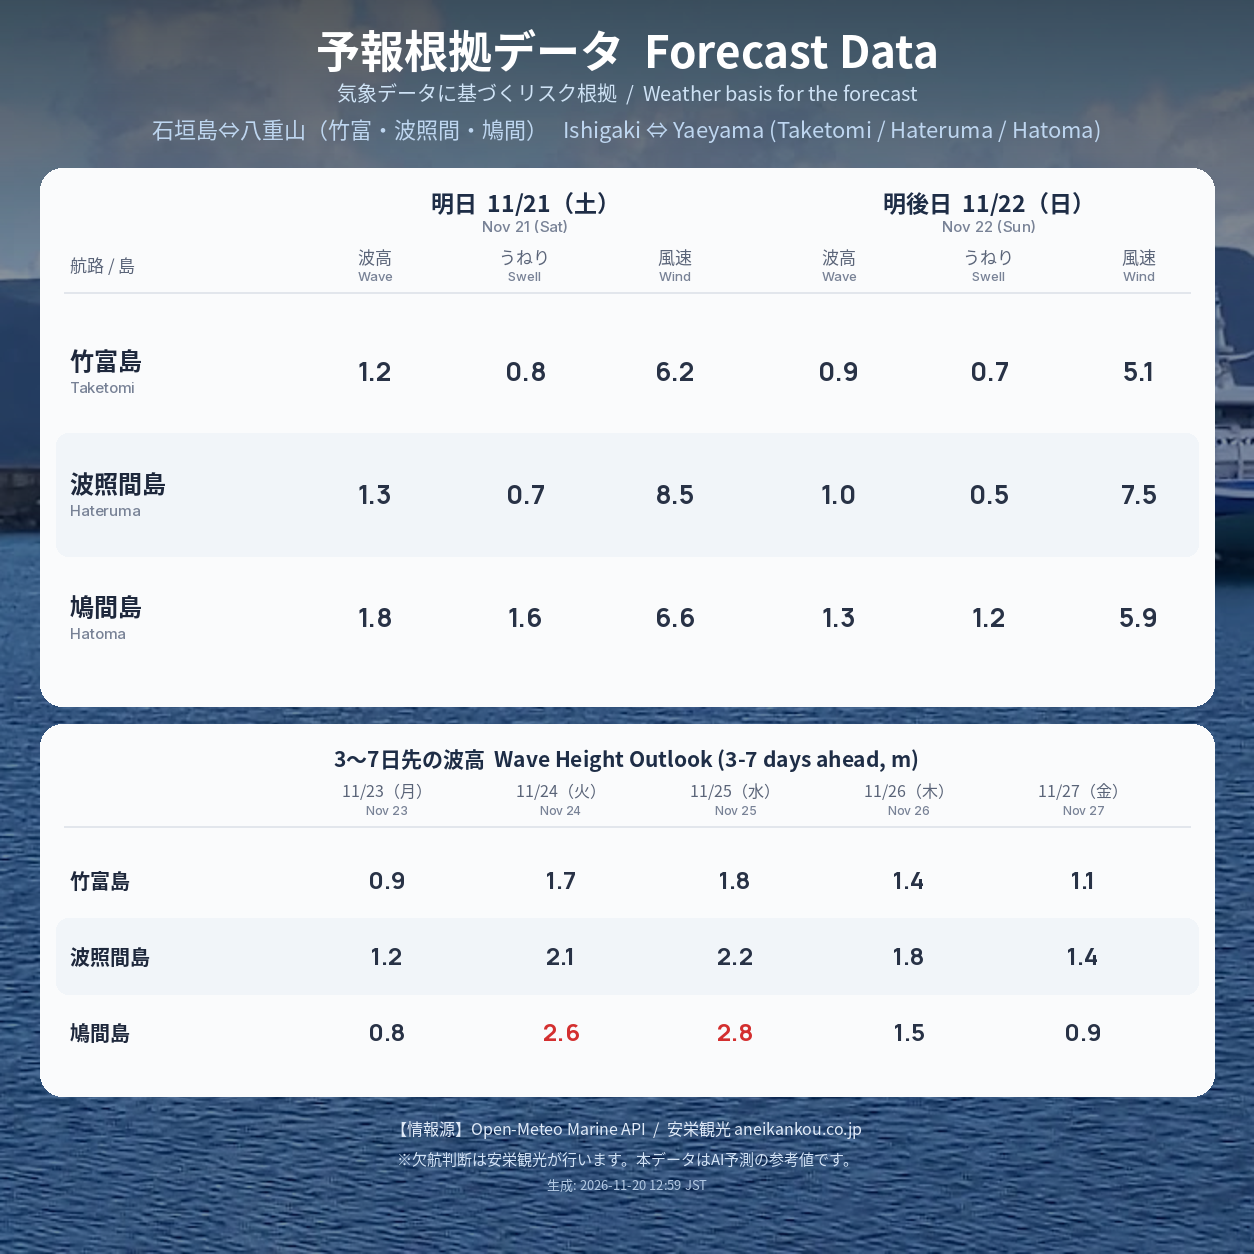 予報根拠データ Forecast Data
気象データに基づくリスク根拠 / Weather basis for the forecast
石垣島⇔八重山（竹富・波照間・鳩間） Ishigaki ⇔ Yaeyama (Taketomi / Hateruma / Hatoma)
明日 11/21（土） 明後日 11/22（日）
Nov 21 (Sat) Nov 22 (Sun)
航路 / 島 波高 うねり 風速 波高 うねり 風速
Wave Swell Wind Wave Swell Wind
竹富島 1.2 0.8 6.2 0.9 0.7 5.1
Taketomi
波照間島 1.3 0.7 8.5 1.0 0.5 7.5
Hateruma
鳩間島 1.8 1.6 6.6 1.3 1.2 5.9
Hatoma
3〜7日先の波高 Wave Height Outlook (3-7 days ahead, m)
11/23（月） 11/24（火） 11/25（水） 11/26（木） 11/27（金）
Nov 23 Nov 24 Nov 25 Nov 26 Nov 27
竹富島 0.9 1.7 1.8 1.4 1.1
波照間島 1.2 2.1 2.2 1.8 1.4
鳩間島 0.8 2.6 2.8 1.5 0.9
【情報源】Open-Meteo Marine API / 安栄観光 aneikankou.co.jp
※欠航判断は安栄観光が行います。本データはAI予測の参考値です。
生成: 2026-11-20 12:59 JST